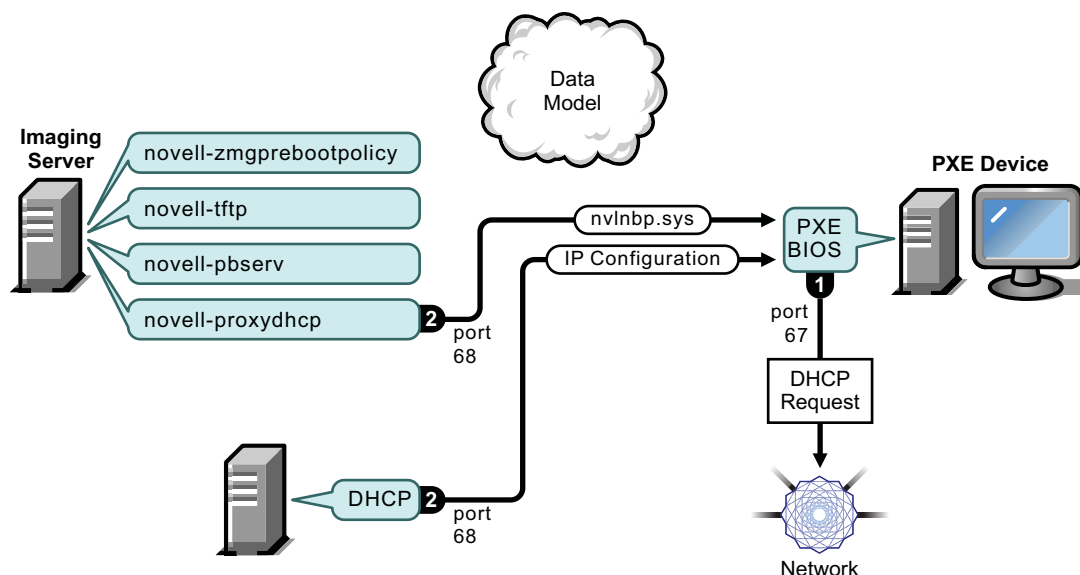 Data
Model
Imaging
Server
novell-zmgprebootpolicy
PXE Device
novell-tftp
nvlnbp.sys
PXE
BIOS
novell-pbserv
IP Configuration
1
novell-proxydhcp
2
port
68
port
67
DHCP
Request
DHCP
2
port
68
Network